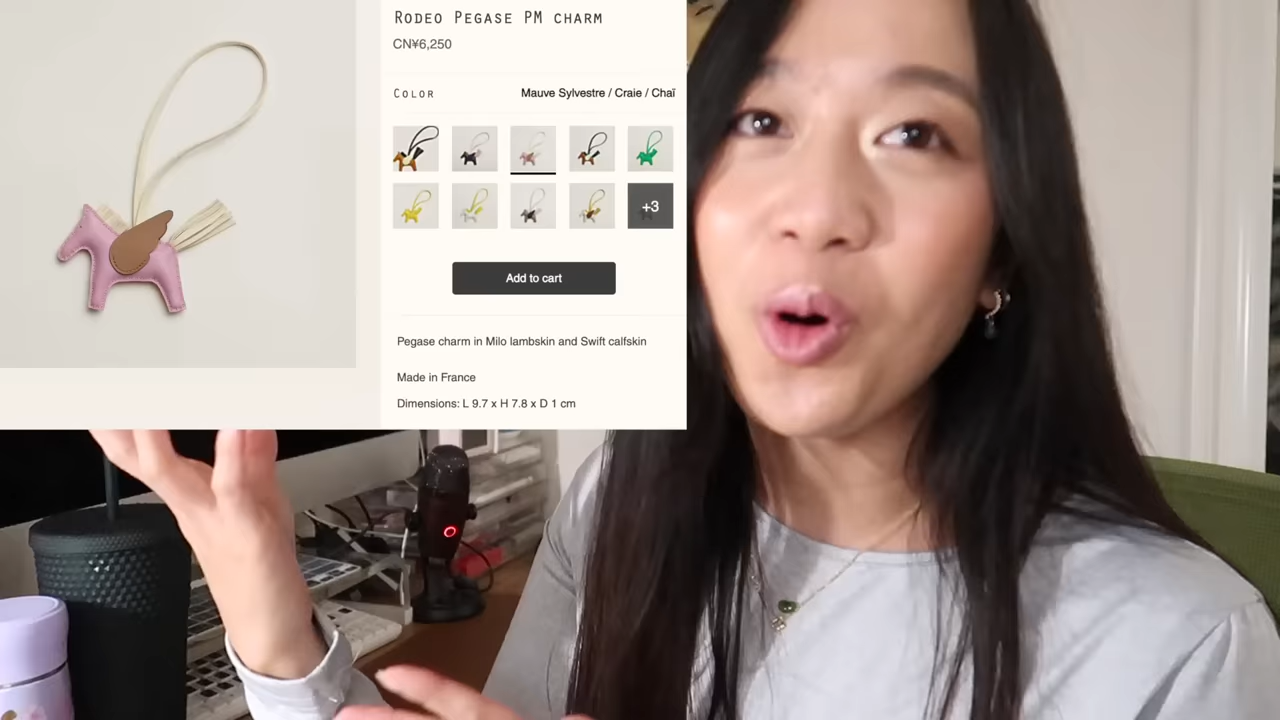 Rodeo Pegase PM charm
CN¥6,250
Color
Mauve Sylvestre / Craie / Chaï
+3
Add to cart
Pegase charm in Milo lambskin and Swift calfskin
Made in France
Dimensions: L 9.7 x H 7.8 x D 1 cm